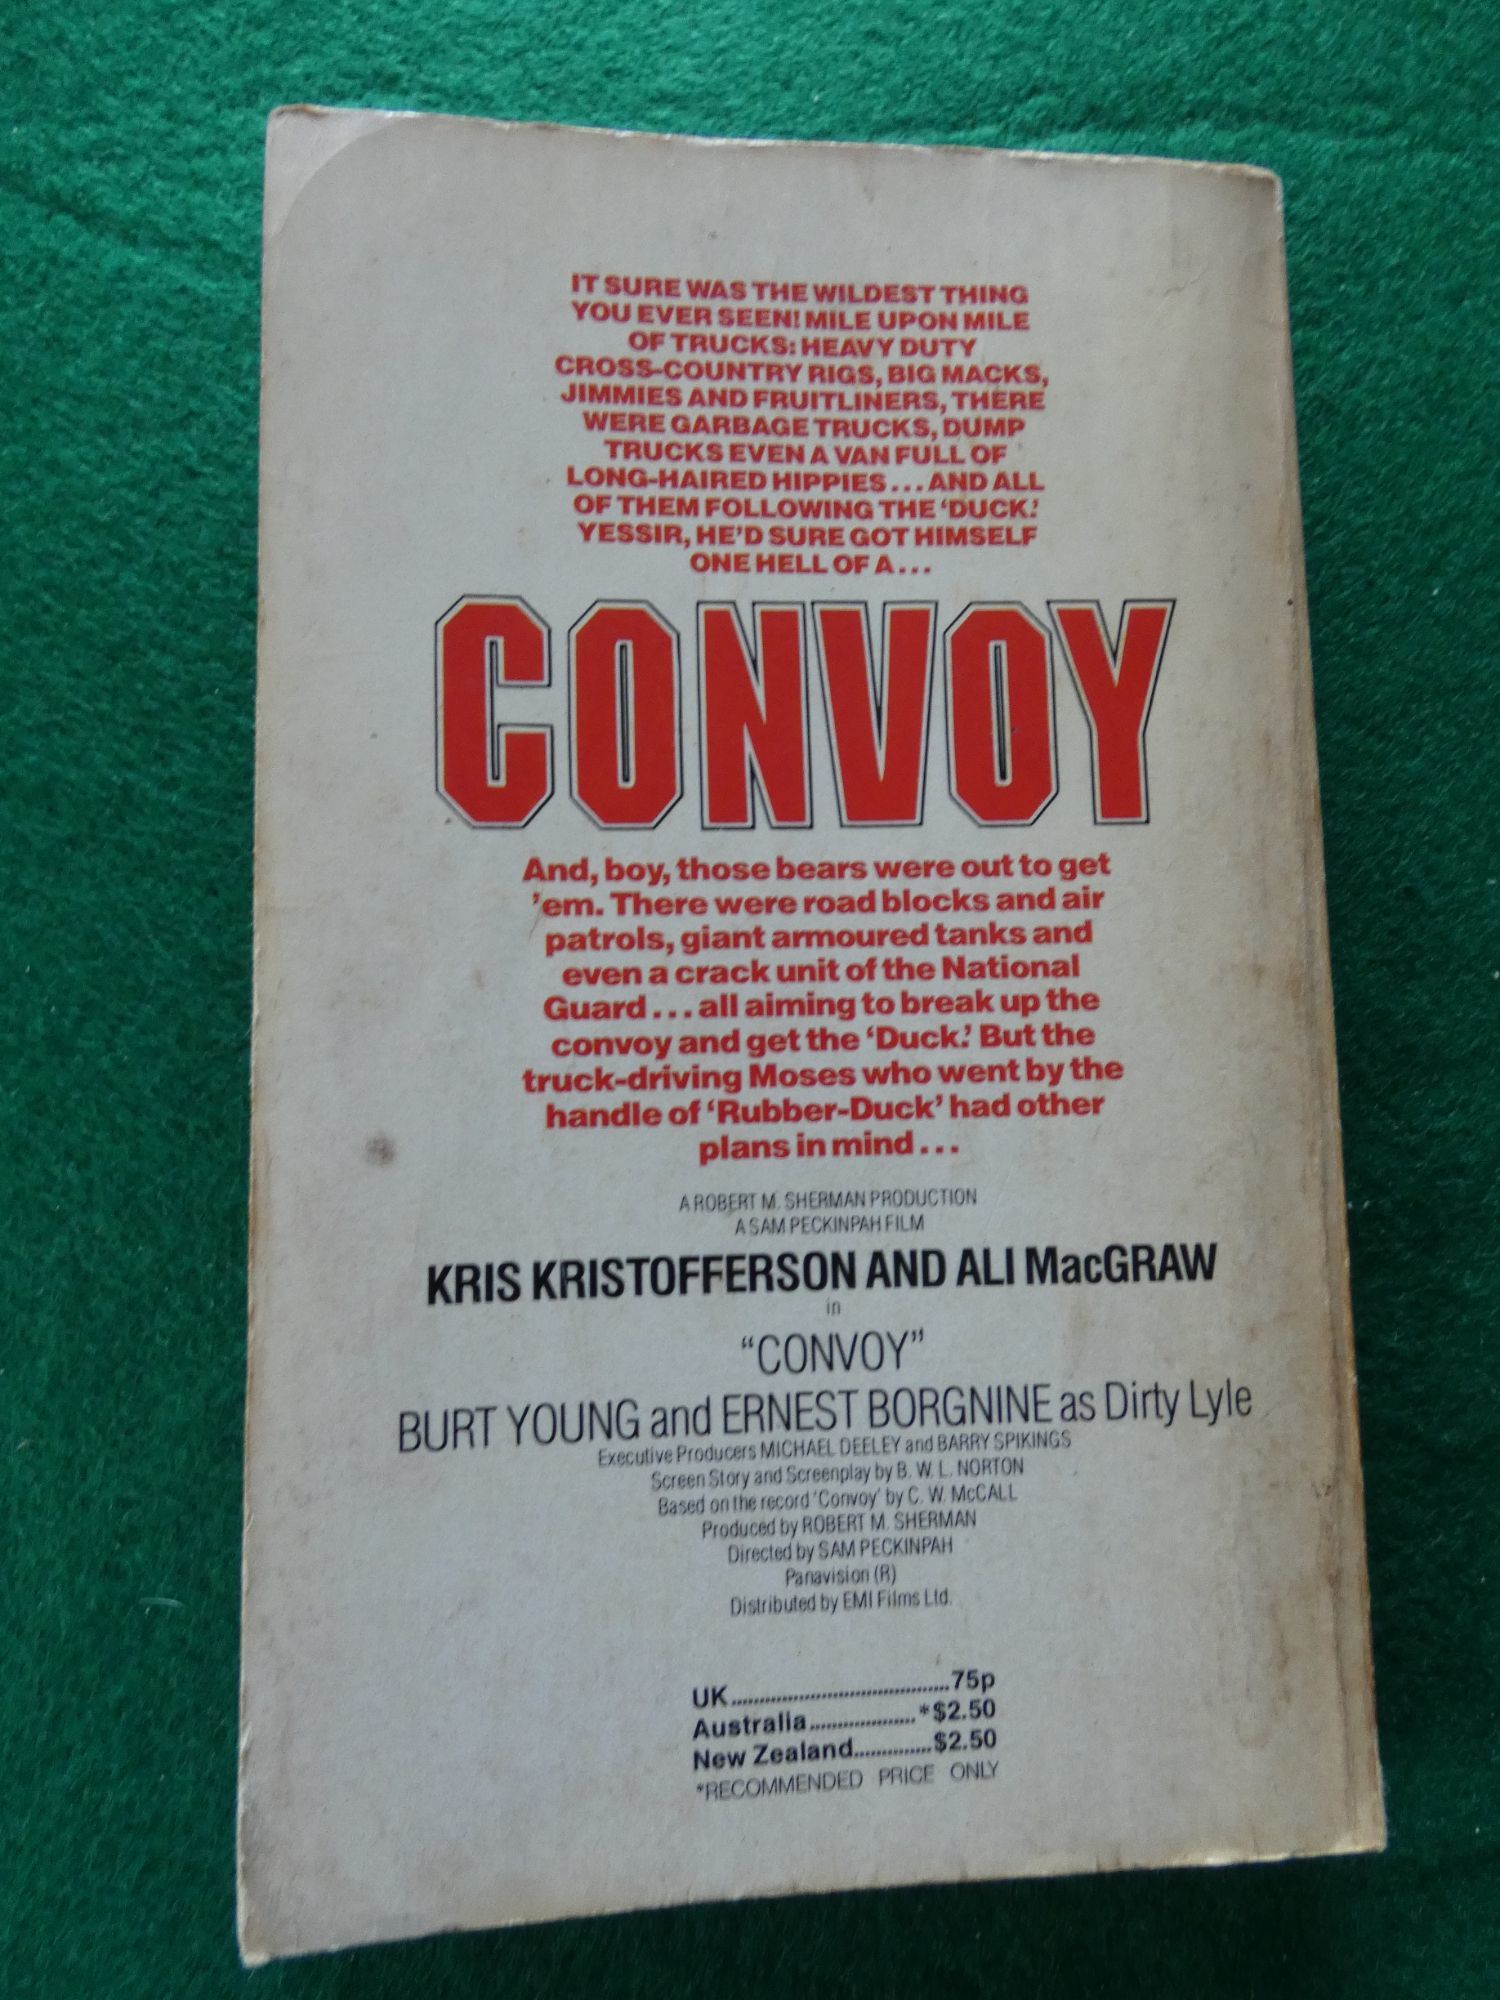 IT SURE WAS THE WILDEST THING
YOU EVER SEEN! MILE UPON MILE
OF TRUCKS: HEAVY DUTY
CROSS-COUNTRY RIGS, BIG MACKS,
JIMMIES AND FRUITLINERS, THERE
WERE GARBAGE TRUCKS, DUMP
TRUCKS EVEN A VAN FULL OF
LONG-HAIRED HIPPIES...AND ALL
OF THEM FOLLOWING THE 'DUCK.'
YESSIR, HE'D SURE GOT HIMSELF
ONE HELL OF A...
CONVOY
And, boy, those bears were out to get
'em. There were road blocks and air
patrols, giant armoured tanks and
even a crack unit of the National
Guard...all aiming to break up the
convoy and get the 'Duck.' But the
truck-driving Moses who went by the
handle of 'Rubber-Duck' had other
plans in mind...
A ROBERT M. SHERMAN PRODUCTION
A SAM PECKINPAH FILM
KRIS KRISTOFFERSON AND ALI MacGRAW
in
"CONVOY"
BURT YOUNG and ERNEST BORGNINE as Dirty Lyle
Executive Producers MICHAEL DEELEY and BARRY SPIKINGS
Screen Story and Screenplay by B. W. L. NORTON
Based on the record 'Convoy' by C. W. McCALL
Produced by ROBERT M. SHERMAN
Directed by SAM PECKINPAH
Panavision (R)
Distributed by EMI Films Ltd.
UK.......................................75p
Australia...................*$2.50
New Zealand..............$2.50
*RECOMMENDED PRICE ONLY